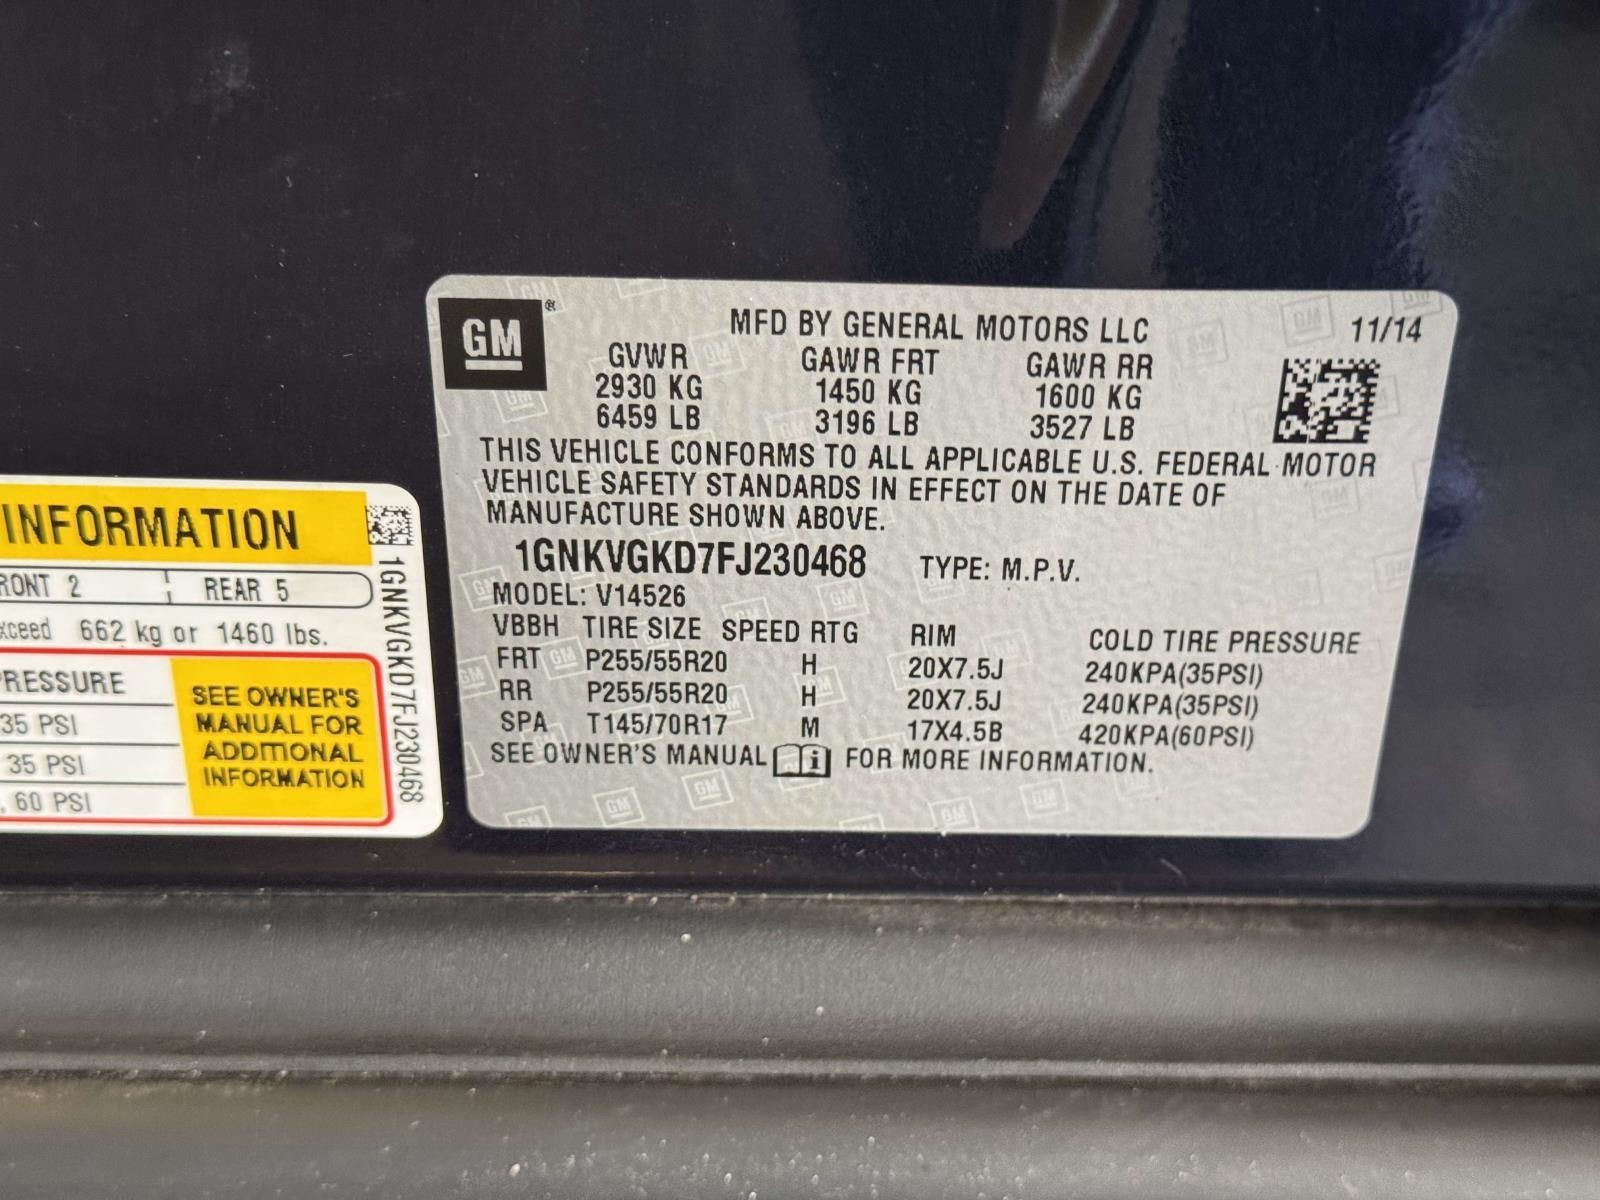 GM ®
MFD BY GENERAL MOTORS LLC 11/14
GVWR GAWR FRT GAWR RR
2930 KG 1450 KG 1600 KG
6459 LB 3196 LB 3527 LB
THIS VEHICLE CONFORMS TO ALL APPLICABLE U.S. FEDERAL MOTOR
VEHICLE SAFETY STANDARDS IN EFFECT ON THE DATE OF
MANUFACTURE SHOWN ABOVE.
1GNKVGKD7FJ230468 TYPE: M.P.V.
MODEL: V14526
VBBH TIRE SIZE SPEED RTG RIM COLD TIRE PRESSURE
FRT P255/55R20 H 20X7.5J 240KPA(35PSI)
RR P255/55R20 H 20X7.5J 240KPA(35PSI)
SPA T145/70R17 M 17X4.5B 420KPA(60PSI)
SEE OWNER'S MANUAL i FOR MORE INFORMATION.
INFORMATION
RONT 2 REAR 5
xceed 662 kg or 1460 lbs.
RESSURE
35 PSI
35 PSI
, 60 PSI
SEE OWNER'S
MANUAL FOR
ADDITIONAL
INFORMATION
1GNKVGKD7FJ230468